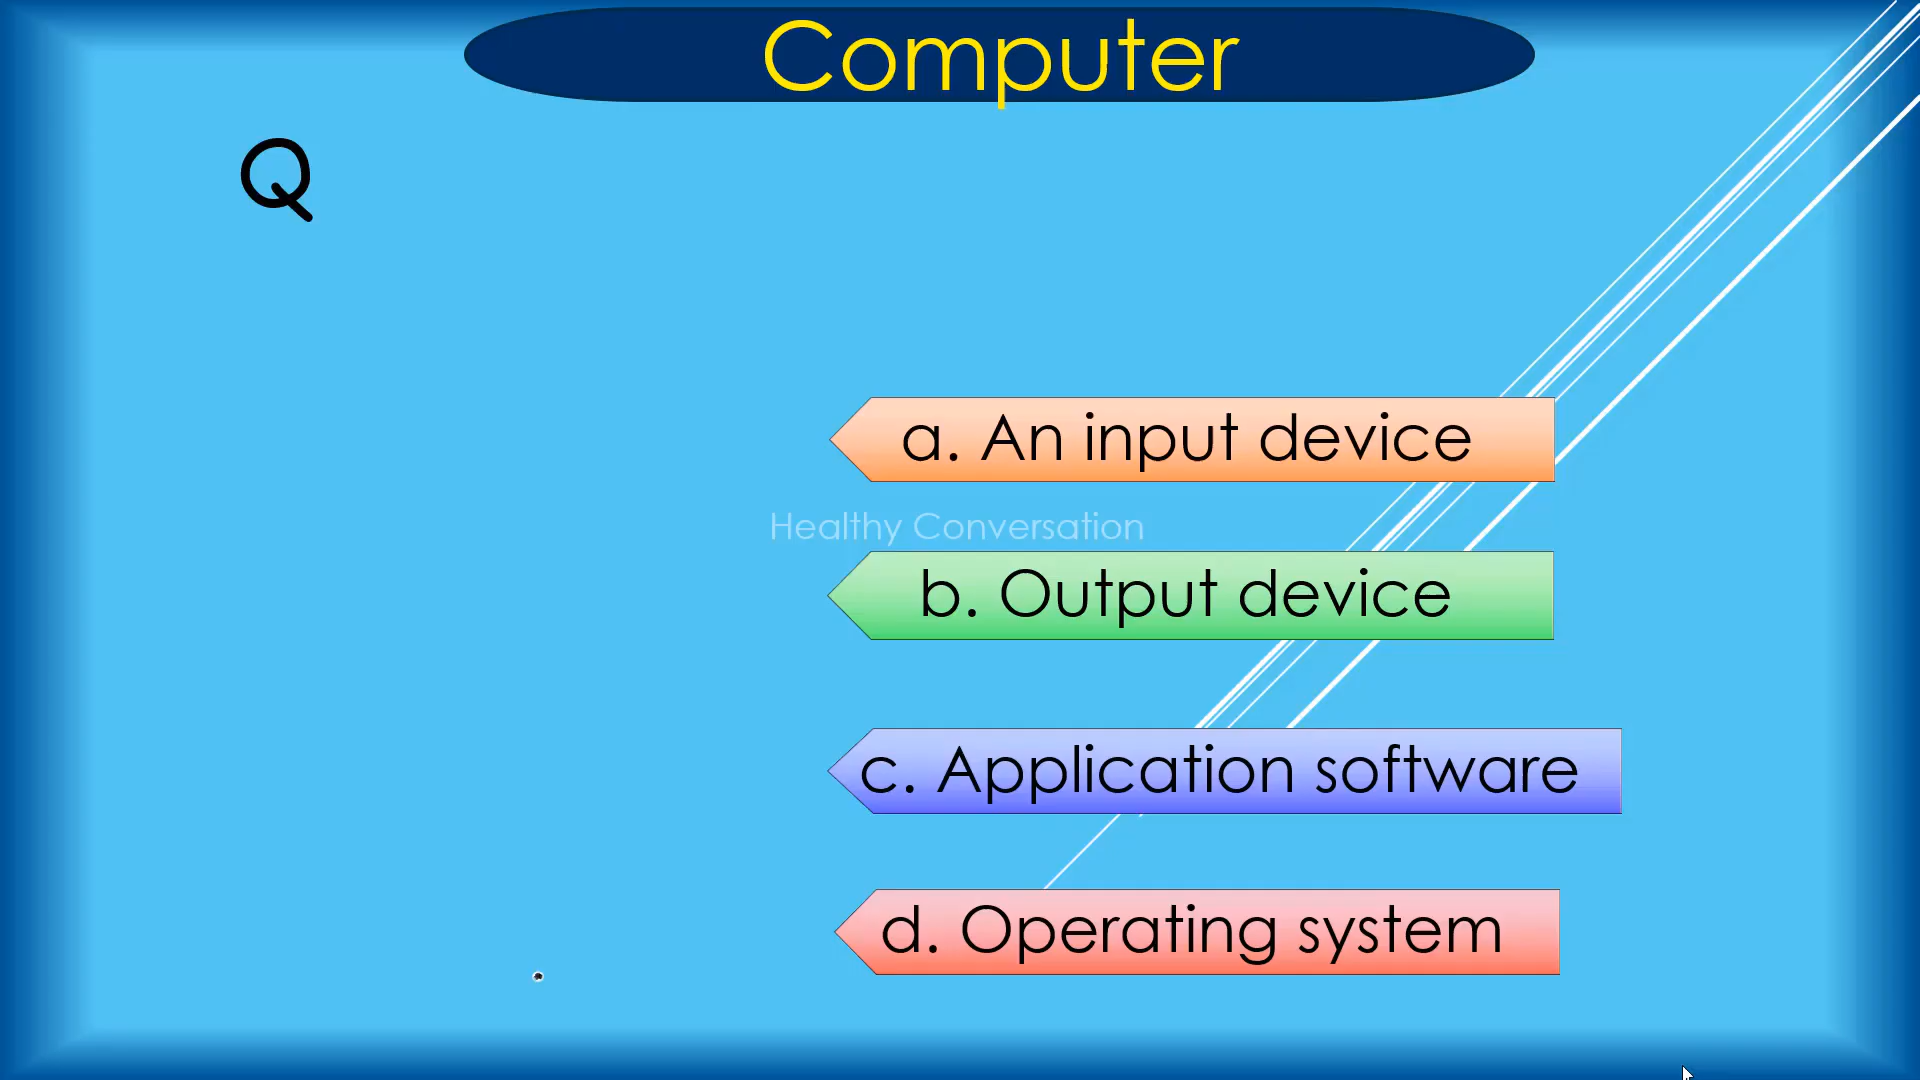 Computer
Q
a. An input device
Healthy Conversation
b. Output device
c. Application software
d. Operating system